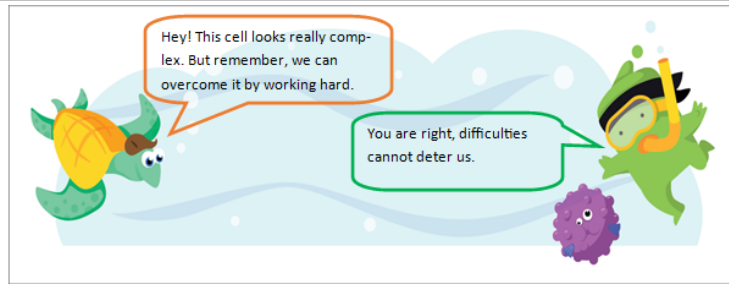 Hey! This cell looks really comp-
lex. But remember, we can
overcome it by working hard.
You are right, difficulties
cannot deter us.